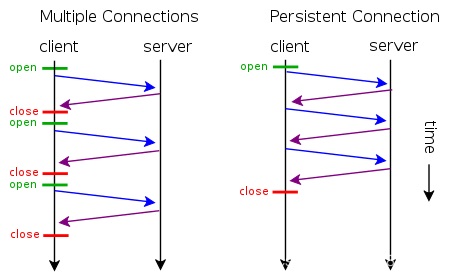 Multiple Connections
client server
open
close
open
close
open
close
Persistent Connection
client server
open
close
time